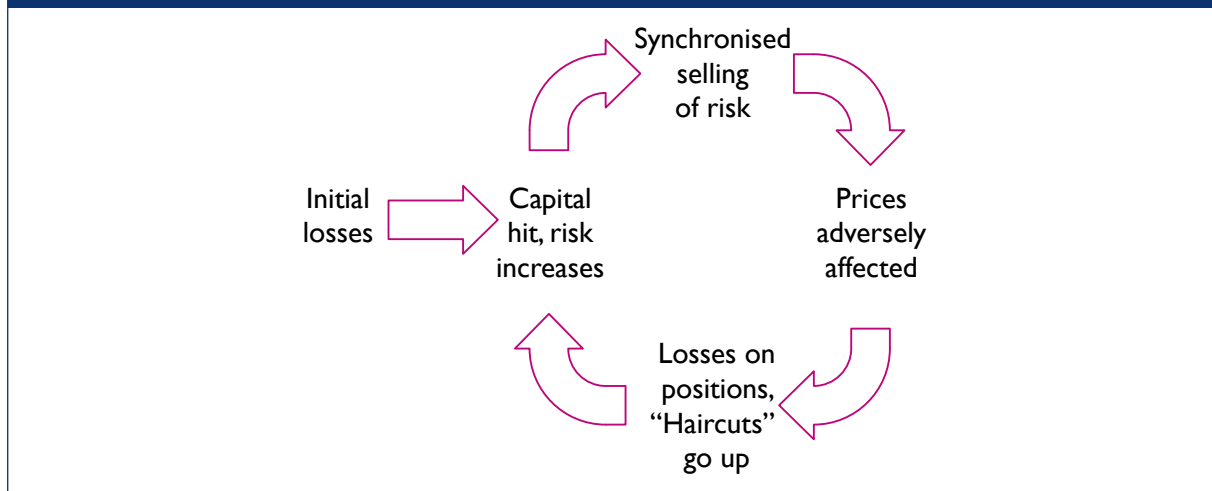 Synchronised
selling
of risk
Initial
losses
Capital
hit, risk
increases
Prices
adversely
affected
Losses on
positions,
“Haircuts”
go up